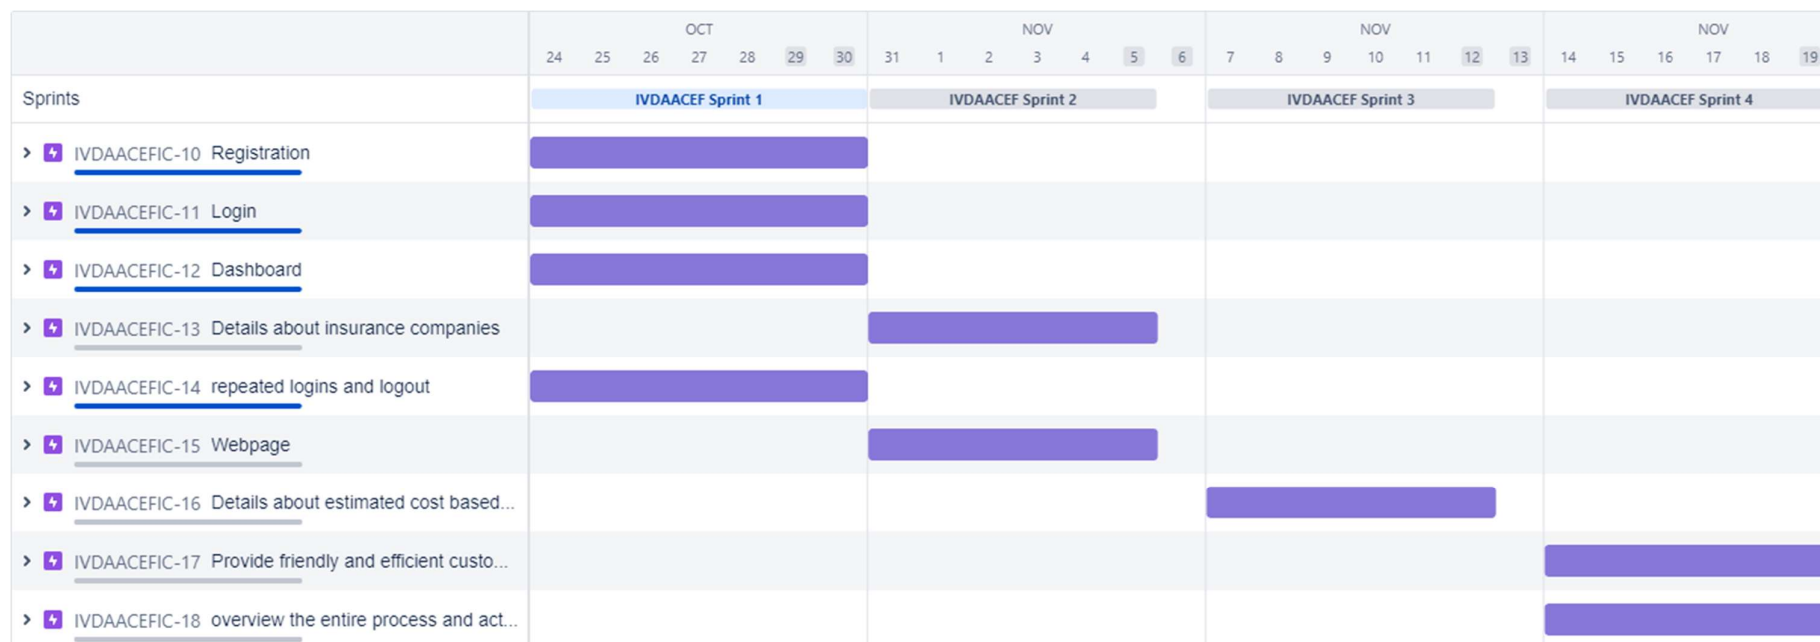 OCT NOV NOV NOV
24 25 26 27 28 29 30 31 1 2 3 4 5 6 7 8 9 10 11 12 13 14 15 16 17 18 19
Sprints IVDAACEF Sprint 1 IVDAACEF Sprint 2 IVDAACEF Sprint 3 IVDAACEF Sprint 4
IVDAACEFIC-10 Registration
IVDAACEFIC-11 Login
IVDAACEFIC-12 Dashboard
IVDAACEFIC-13 Details about insurance companies
IVDAACEFIC-14 repeated logins and logout
IVDAACEFIC-15 Webpage
IVDAACEFIC-16 Details about estimated cost based...
IVDAACEFIC-17 Provide friendly and efficient custo...
IVDAACEFIC-18 overview the entire process and act...